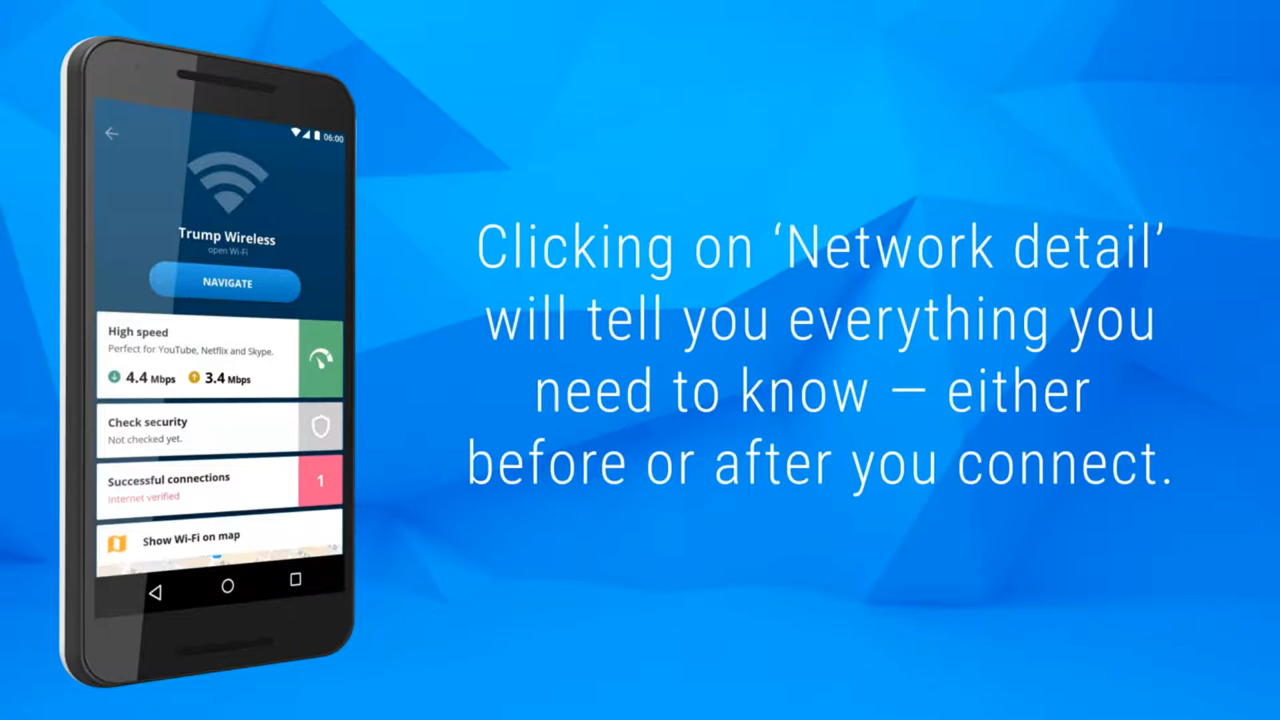 06:00
Trump Wireless
open Wi-Fi
NAVIGATE
High speed
Perfect for YouTube, Netflix and Skype.
4.4 Mbps 3.4 Mbps
Check security
Not checked yet.
Successful connections
Internet verified
1
Show Wi-Fi on map
Clicking on ‘Network detail’
will tell you everything you
need to know — either
before or after you connect.